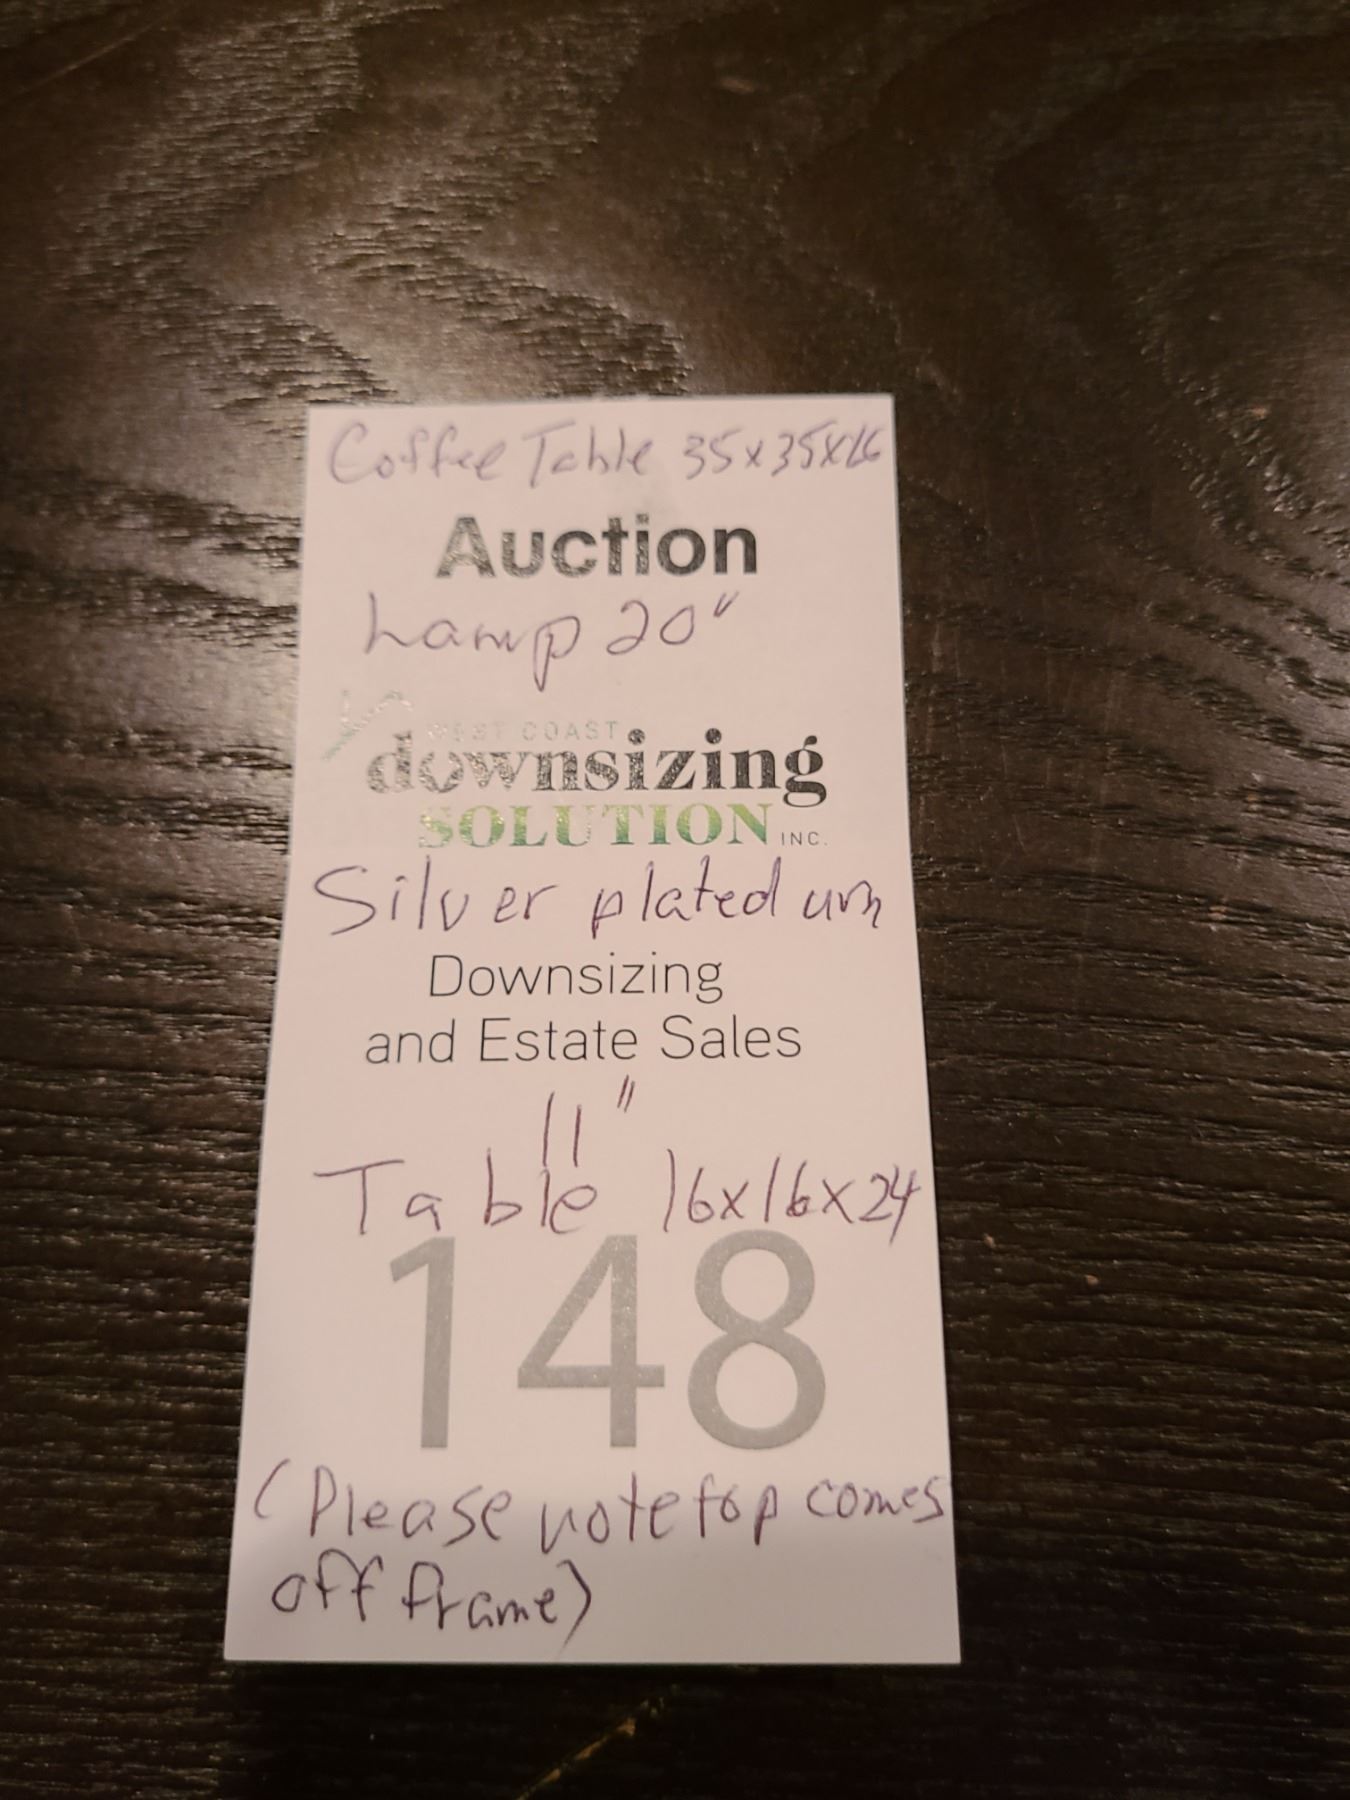 Coffee Table 35x35x16
Auction
Lamp 20"
WEST COAST
downsizing
SOLUTION INC.
Silver plated urn
Downsizing
and Estate Sales
11"
Table 16x16x24
148
(Please note top comes
off frame)